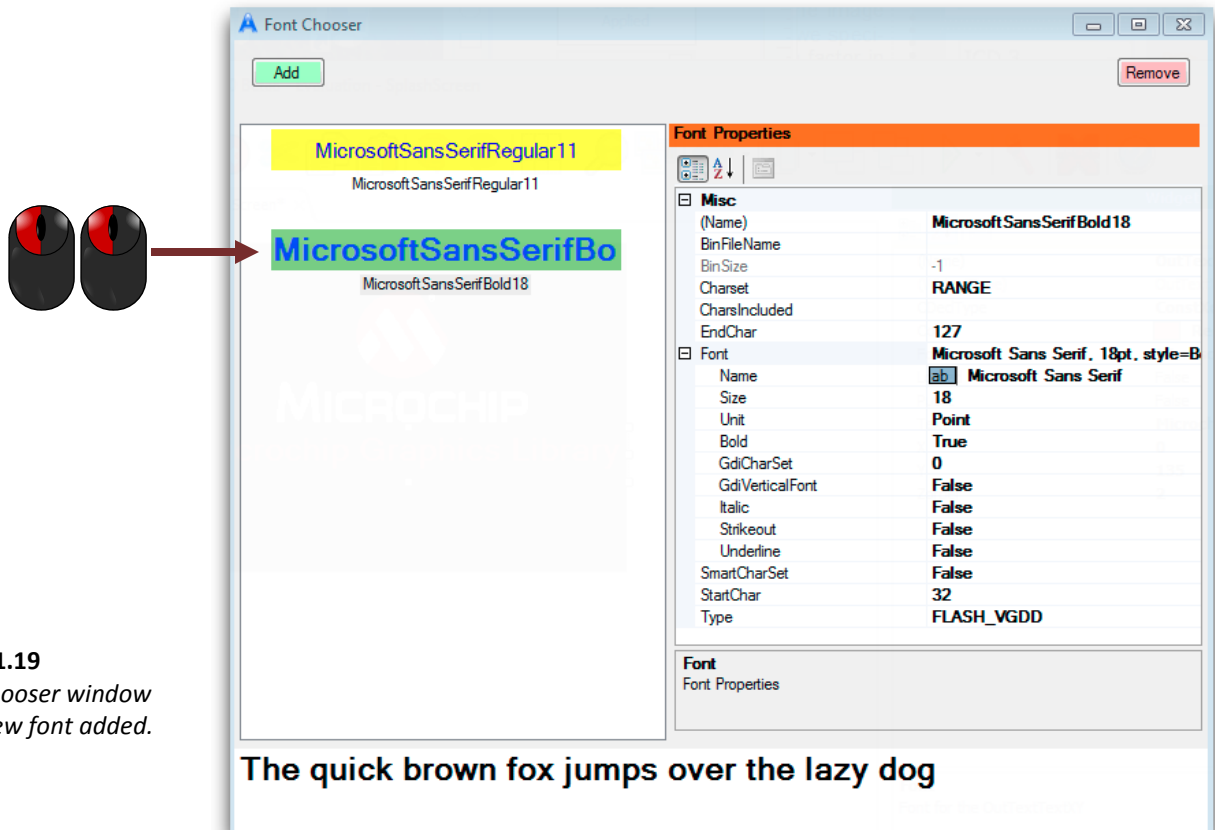 Font Chooser
Add
Remove
MicrosoftSansSerifRegular11
MicrosoftSansSerifRegular11
MicrosoftSansSerifBo
MicrosoftSansSerifBold18
MICROCHIP
Font Properties
Misc
(Name) MicrosoftSansSerifBold18
BinFileName
BinSize -1
Charset RANGE
CharsIncluded
EndChar 127
Font Microsoft Sans Serif, 18pt, style=B
Name ab Microsoft Sans Serif
Size 18
Unit Point
Bold True
GdiCharSet 0
GdiVerticalFont False
Italic False
Strikeout False
Underline False
SmartCharSet False
StartChar 32
Type FLASH_VGDD
Font
Font Properties
1.19
ooser window
ew font added.
The quick brown fox jumps over the lazy dog